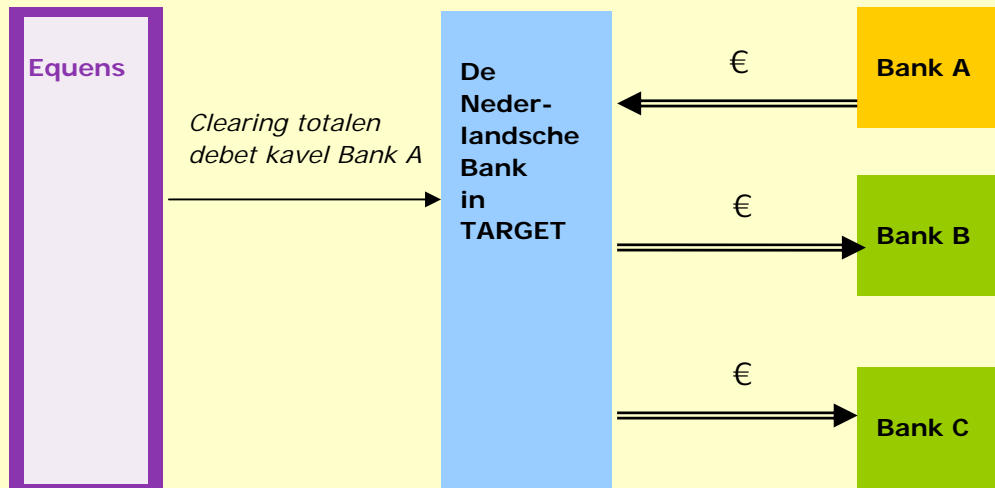 Equens
Clearing totalen
debet kavel Bank A
De
Neder-
landsche
Bank
in
TARGET
€
Bank A
€
Bank B
€
Bank C